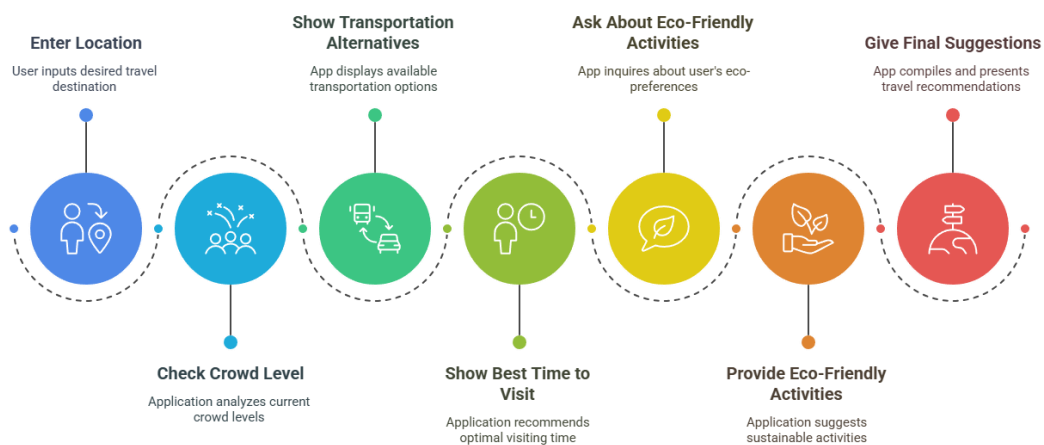 Enter Location
User inputs desired travel
destination
Check Crowd Level
Application analyzes current
crowd levels
Show Transportation
Alternatives
App displays available
transportation options
Show Best Time to
Visit
Application recommends
optimal visiting time
Ask About Eco-Friendly
Activities
App inquires about user's eco-
preferences
Provide Eco-Friendly
Activities
Application suggests
sustainable activities
Give Final Suggestions
App compiles and presents
travel recommendations